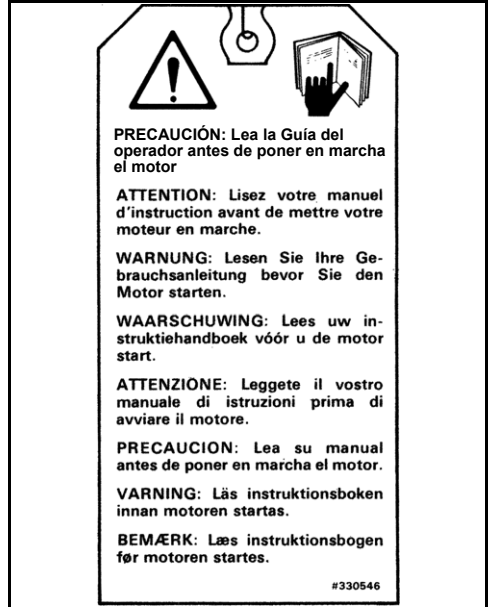 PRECAUCIÓN: Lea la Guía del
operador antes de poner en marcha
el motor
ATTENTION: Lisez votre manuel
d'instruction avant de mettre votre
moteur en marche.
WARNUNG: Lesen Sie Ihre Ge-
brauchsanleitung bevor Sie den
Motor starten.
WAARSCHUWING: Lees uw in-
struktiehandboek vóór u de motor
start.
ATTENZIONE: Leggete il vostro
manuale di istruzioni prima di
avviare il motore.
PRECAUCION: Lea su manual
antes de poner en marcha el motor.
VARNING: Läs instruktionsboken
innan motoren startas.
BEMÆRK: Læs instruktionsbogen
før motoren startes.
#330546